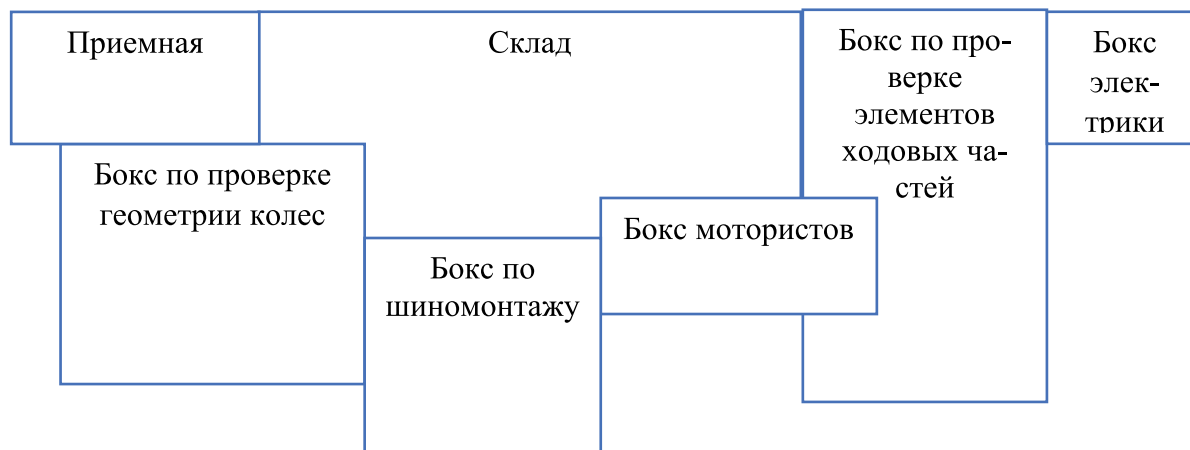 Приемная
Склад
Бокс по про-
верке
элементов
ходовых ча-
стей
Бокс
элек-
трики
Бокс по проверке
геометрии колес
Бокс по
шиномонтажу
Бокс мотористов